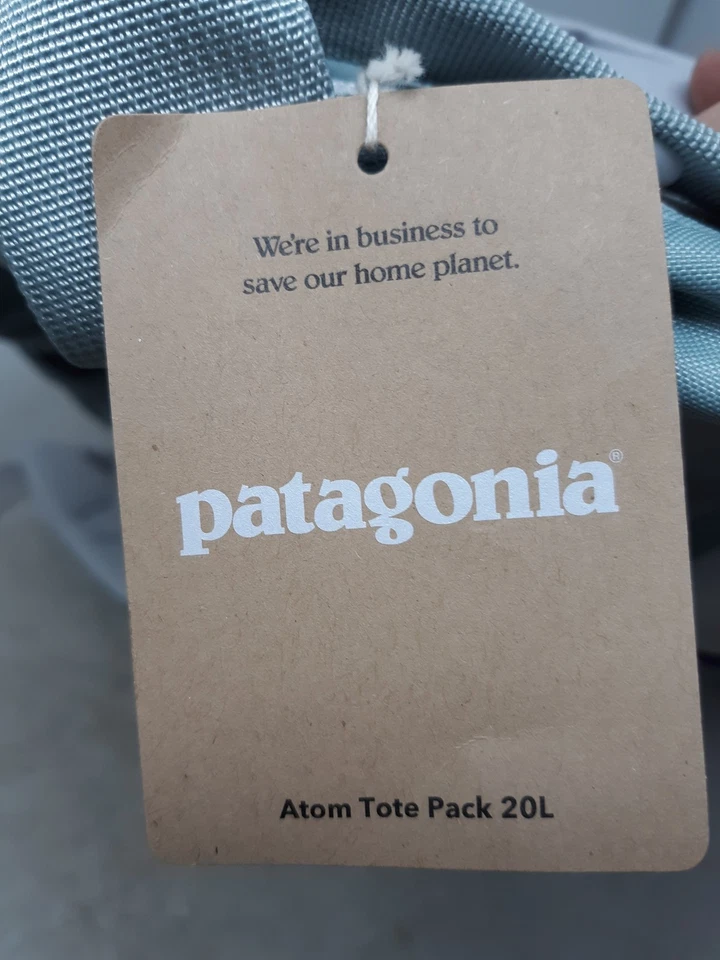 We're in business to
save our home planet.
patagonia®
Atom Tote Pack 20L